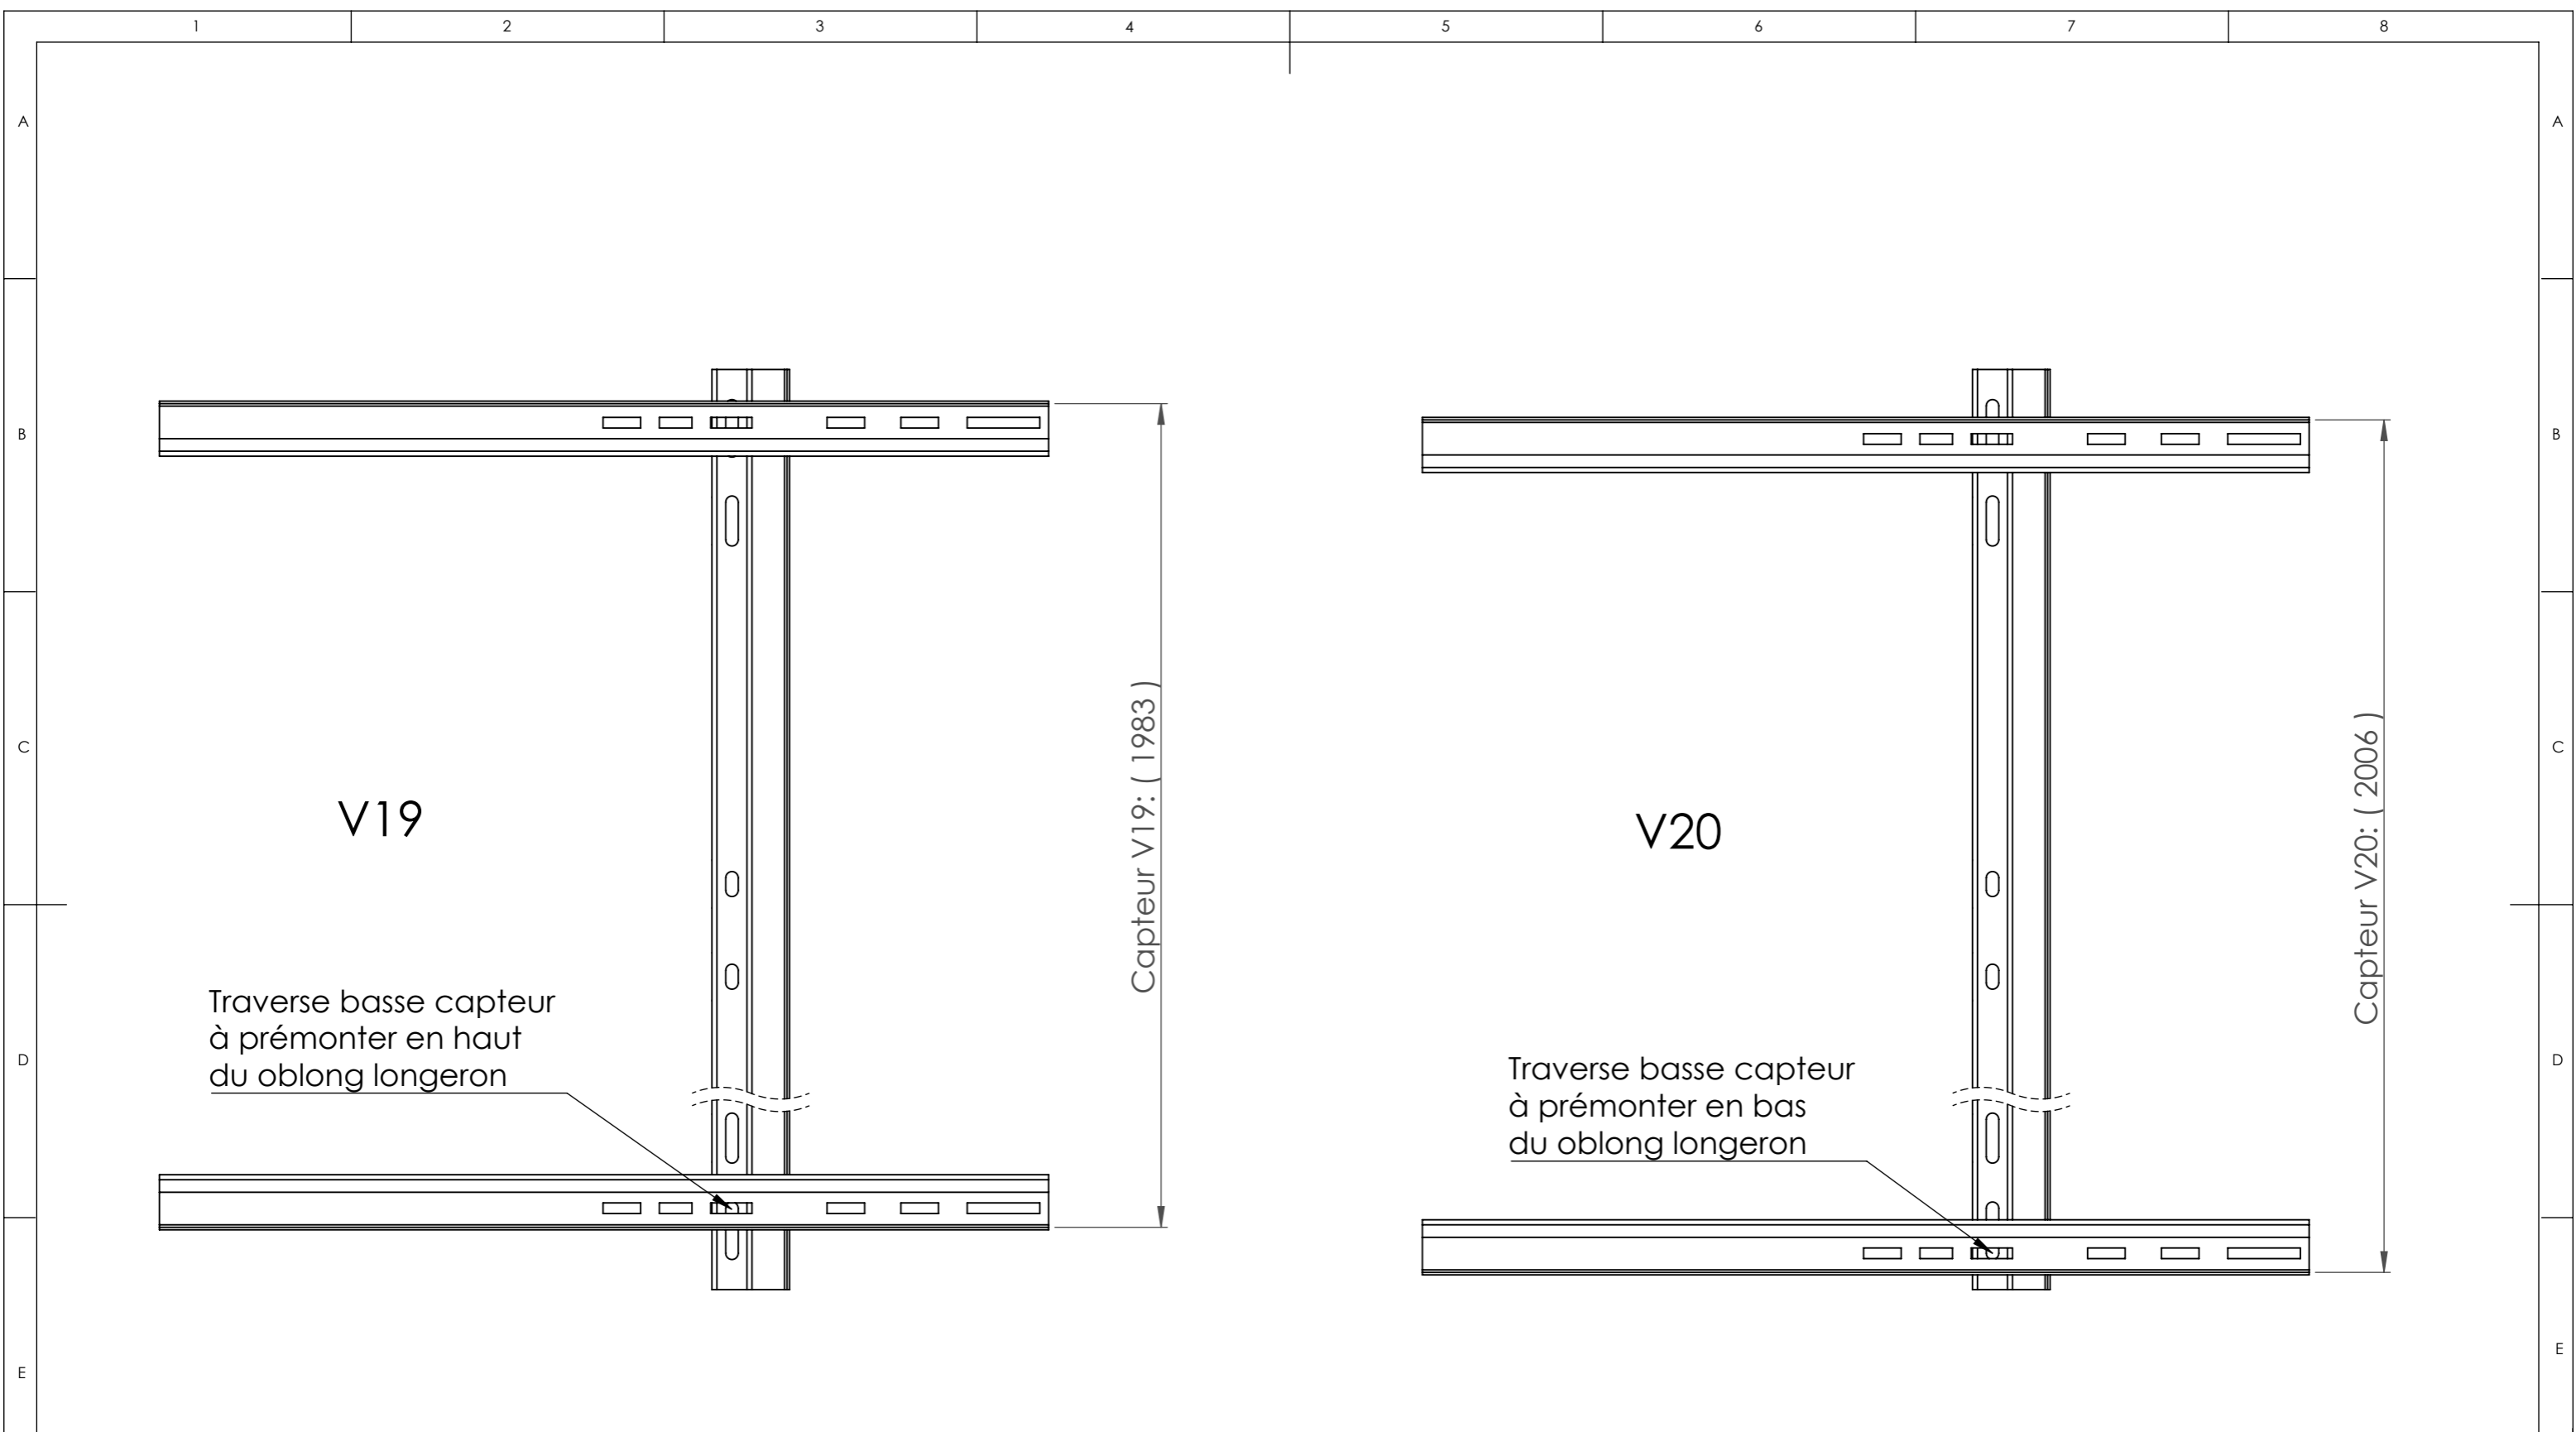 1 2 3 4 5 6 7 8
A A
B B
V19
Capteur V19: ( 1983 )
V20
Capteur V20: ( 2006 )
C C
Traverse basse capteur
à prémonter en haut
du oblong longeron
Traverse basse capteur
à prémonter en bas
du oblong longeron
D D
E E